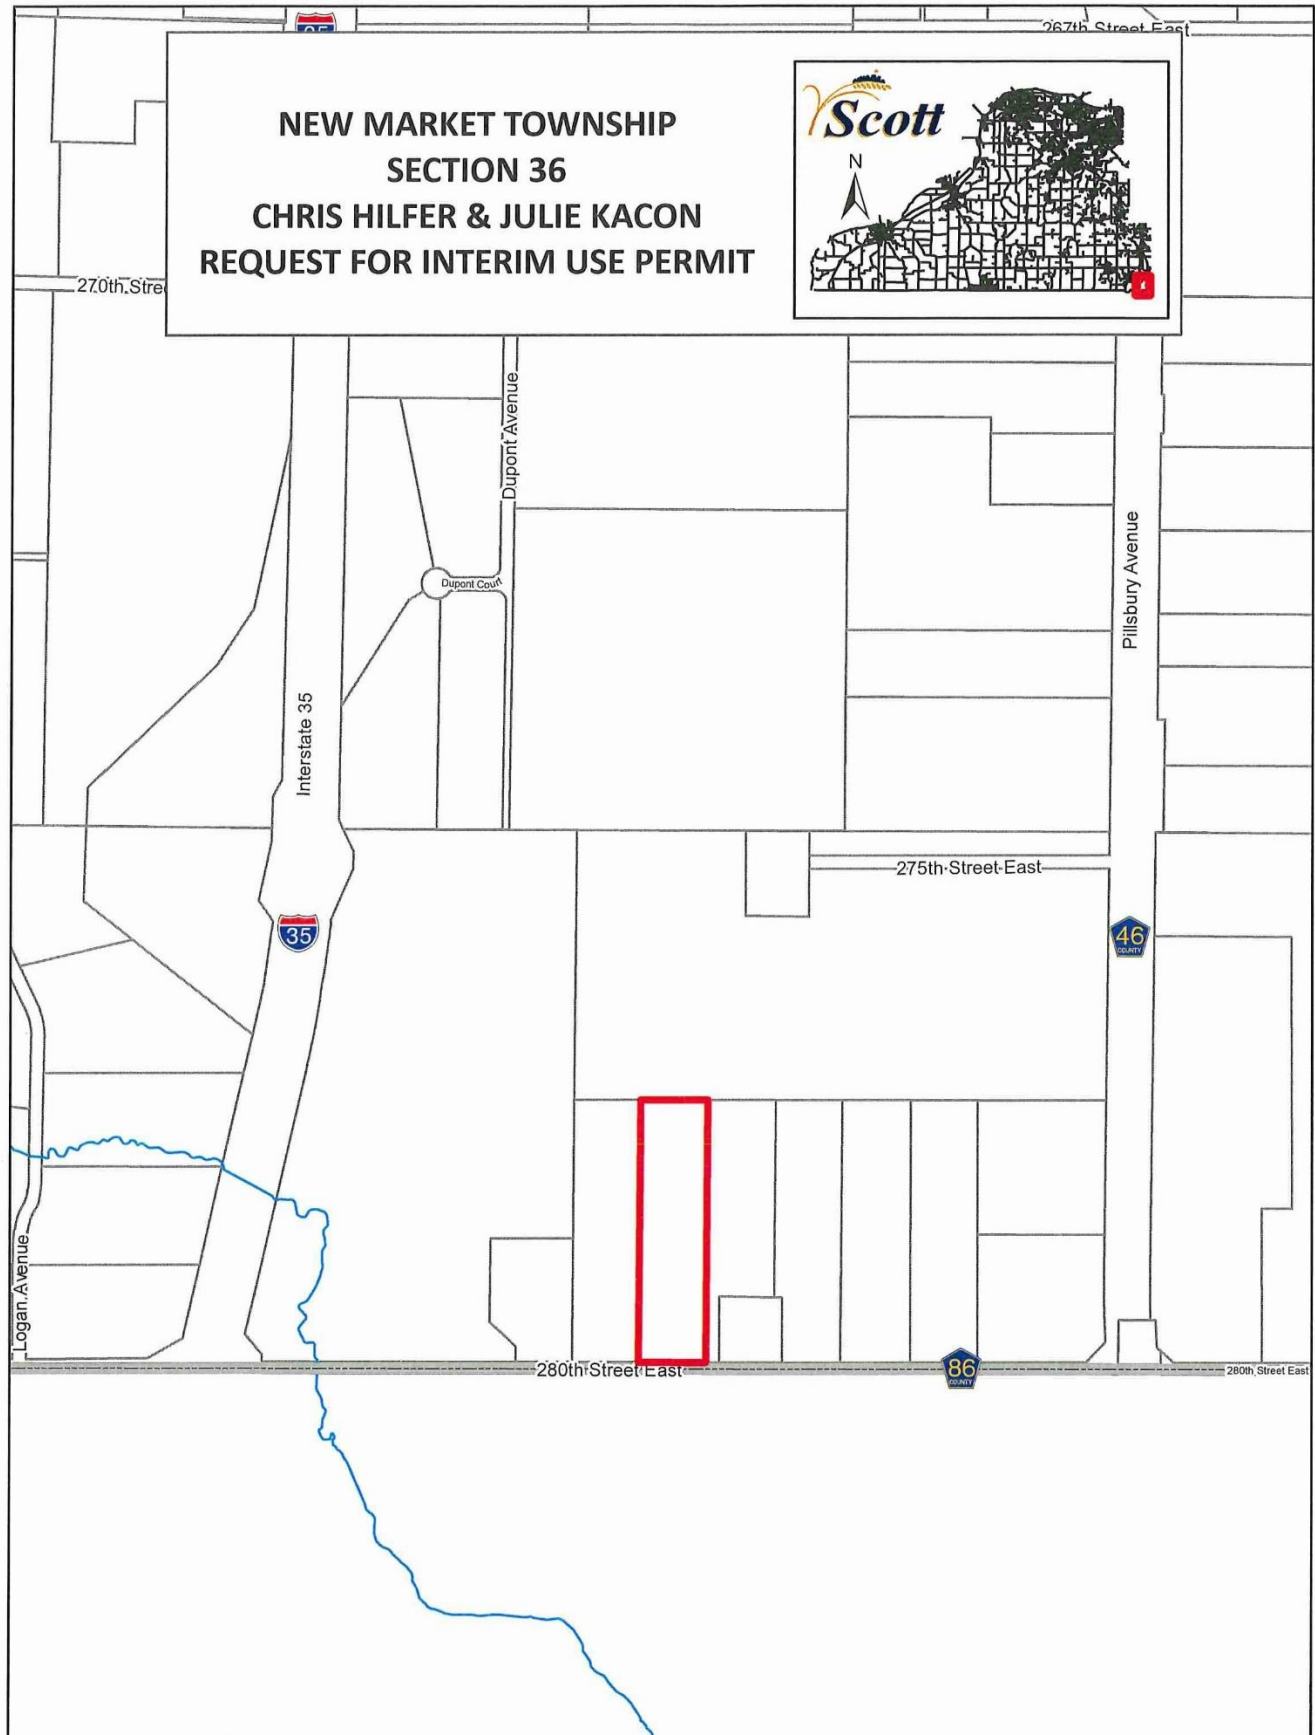 267th Street East
NEW MARKET TOWNSHIP
SECTION 36
CHRIS HILFER & JULIE KACON
REQUEST FOR INTERIM USE PERMIT
Scott
N
270th Stree
Dupont Avenue
Dupont Court
Pillsbury Avenue
Interstate 35
275th Street East
35
46
COUNTY
Logan Avenue
280th Street East
86
COUNTY
280th Street East